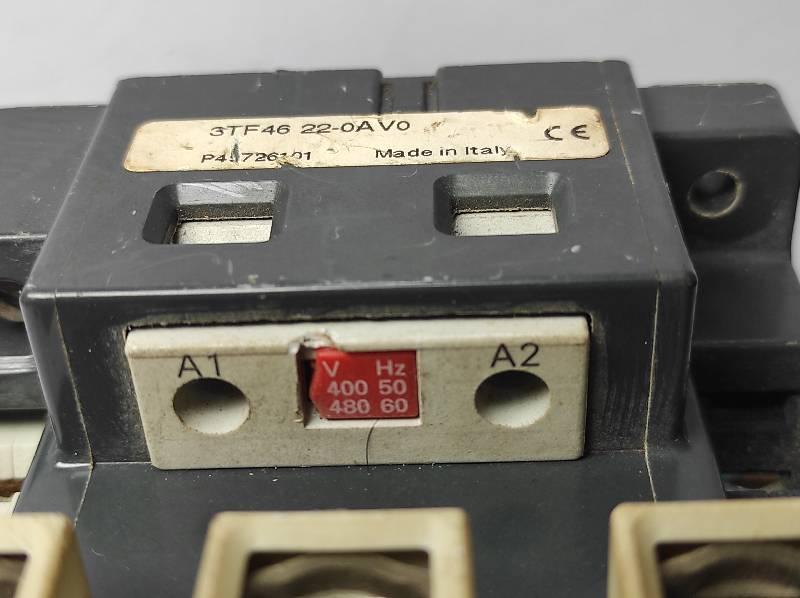 3TF46 22-0AV0 CE
Made in Italy
A1 A2
V Hz
400 50
480 60